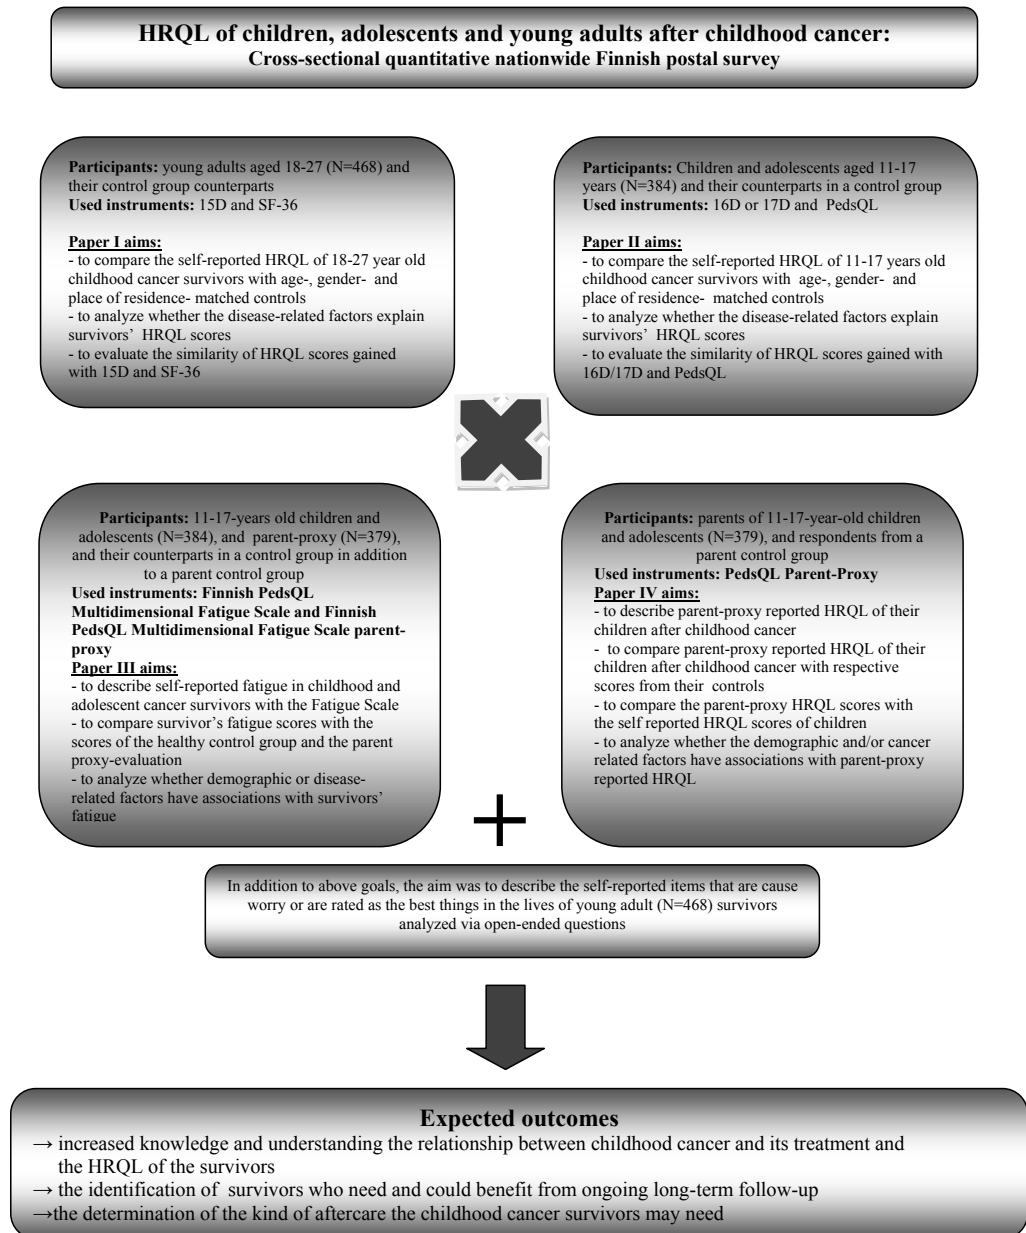 HRQL of children, adolescents and young adults after childhood cancer:
Cross-sectional quantitative nationwide Finnish postal survey
Participants: young adults aged 18-27 (N=468) and
their control group counterparts
Used instruments: 15D and SF-36
Paper I aims:
- to compare the self-reported HRQL of 18-27 year old
childhood cancer survivors with age-, gender- and
place of residence- matched controls
- to analyze whether the disease-related factors explain
survivors' HRQL scores
- to evaluate the similarity of HRQL scores gained
with 15D and SF-36
Participants: Children and adolescents aged 11-17
years (N=384) and their counterparts in a control group
Used instruments: 16D or 17D and PedsQL
Paper II aims:
- to compare the self-reported HRQL of 11-17 years old
childhood cancer survivors with age-, gender- and
place of residence- matched controls
- to analyze whether the disease-related factors explain
survivors' HRQL scores
- to evaluate the similarity of HRQL scores gained with
16D/17D and PedsQL
Participants: 11-17-years old children and
adolescents (N=384), and parent-proxy (N=379),
and their counterparts in a control group in addition
to a parent control group
Used instruments: Finnish PedsQL
Multidimensional Fatigue Scale and Finnish
PedsQL Multidimensional Fatigue Scale parent-
proxy
Paper III aims:
- to describe self-reported fatigue in childhood and
adolescent cancer survivors with the Fatigue Scale
- to compare survivor's fatigue scores with the
scores of the healthy control group and the parent
proxy-evaluation
- to analyze whether demographic or disease-
related factors have associations with survivors'
fatigue
Participants: parents of 11-17-year-old children
and adolescents (N=379), and respondents from a
parent control group
Used instruments: PedsQL Parent-Proxy
Paper IV aims:
- to describe parent-proxy reported HRQL of their
children after childhood cancer
- to compare parent-proxy reported HRQL of their
children after childhood cancer with respective
scores from their controls
- to compare the parent-proxy HRQL scores with
the self reported HRQL scores of children
- to analyze whether the demographic and/or cancer
related factors have associations with parent-proxy
reported HRQL
In addition to above goals, the aim was to describe the self-reported items that are cause
worry or are rated as the best things in the lives of young adult (N=468) survivors
analyzed via open-ended questions
Expected outcomes
→ increased knowledge and understanding the relationship between childhood cancer and its treatment and
the HRQL of the survivors
→ the identification of survivors who need and could benefit from ongoing long-term follow-up
→the determination of the kind of aftercare the childhood cancer survivors may need